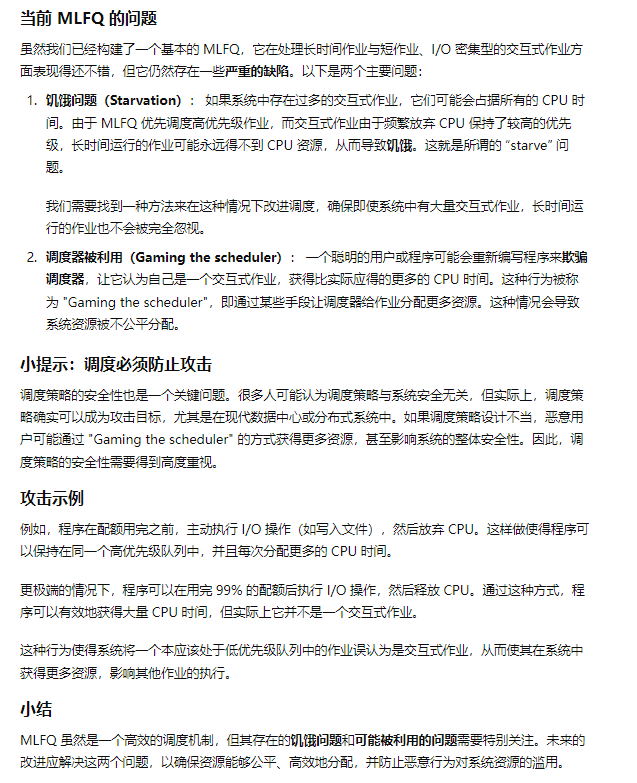 当前 MLFQ 的问题
虽然我们已经构建了一个基本的 MLFQ，它在处理长时间作业与短作业、I/O 密集型的交互式作业方
面表现得还不错，但它仍然存在一些严重的缺陷。以下是两个主要问题：
1. 饥饿问题（Starvation）： 如果系统中存在过多的交互式作业，它们可能会占据所有的 CPU 时
间。由于 MLFQ 优先调度高优先级作业，而交互式作业由于频繁放弃 CPU 保持了较高的优先
级，长时间运行的作业可能永远得不到 CPU 资源，从而导致饥饿。这就是所谓的 “starve” 问
题。
我们需要找到一种方法来在这种情况下改进调度，确保即使系统中有大量交互式作业，长时间运
行的作业也不会被完全忽视。
2. 调度器被利用（Gaming the scheduler）： 一个聪明的用户或程序可能会重新编写程序来欺骗
调度器，让它认为自己是一个交互式作业，获得比实际应得的更多的 CPU 时间。这种行为被称
为 "Gaming the scheduler"，即通过某些手段让调度器给作业分配更多资源。这种情况会导致
系统资源被不公平分配。
小提示：调度必须防止攻击
调度策略的安全性也是一个关键问题。很多人可能认为调度策略与系统安全无关，但实际上，调度策
略确实可以成为攻击目标，尤其是在现代数据中心或分布式系统中。如果调度策略设计不当，恶意用
户可能通过 "Gaming the scheduler" 的方式获得更多资源，甚至影响系统的整体安全性。因此，调
度策略的安全性需要得到高度重视。
攻击示例
例如，程序在配额用完之前，主动执行 I/O 操作（如写入文件），然后放弃 CPU。这样做使得程序可
以保持在同一个高优先级队列中，并且每次分配更多的 CPU 时间。
更极端的情况下，程序可以在用完 99% 的配额后执行 I/O 操作，然后释放 CPU。通过这种方式，程
序可以有效地获得大量 CPU 时间，但实际上它并不是一个交互式作业。
这种行为使得系统将一个本应该处于低优先级队列中的作业误认为是交互式作业，从而使其在系统中
获得更多资源，影响其他作业的执行。
小结
MLFQ 虽然是一个高效的调度机制，但其存在的饥饿问题和可能被利用的问题需要特别关注。未来的
改进应解决这两个问题，以确保资源能够公平、高效地分配，并防止恶意行为对系统资源的滥用。